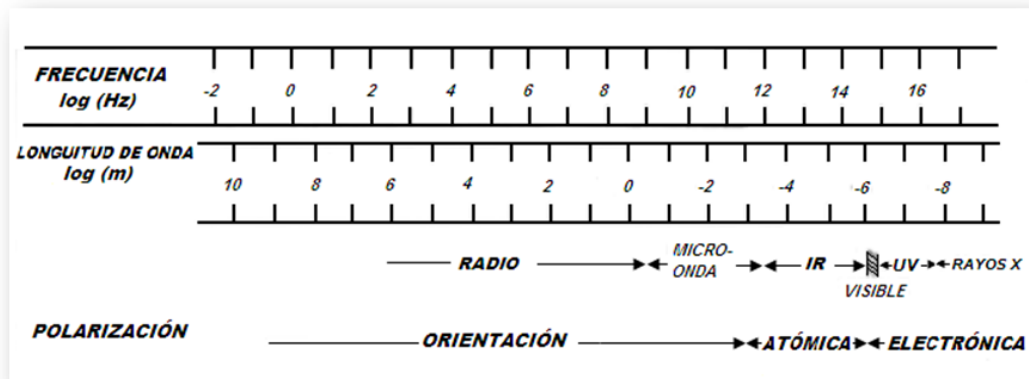 FRECUENCIA
log (Hz)
-2 0 2 4 6 8 10 12 14 16
LONGUITUD DE ONDA
log (m)
10 8 6 4 2 0 -2 -4 -6 -8
RADIO
MICRO-
ONDA
IR
UV
RAYOS X
VISIBLE
POLARIZACIÓN
ORIENTACIÓN
ATÓMICA
ELECTRÓNICA